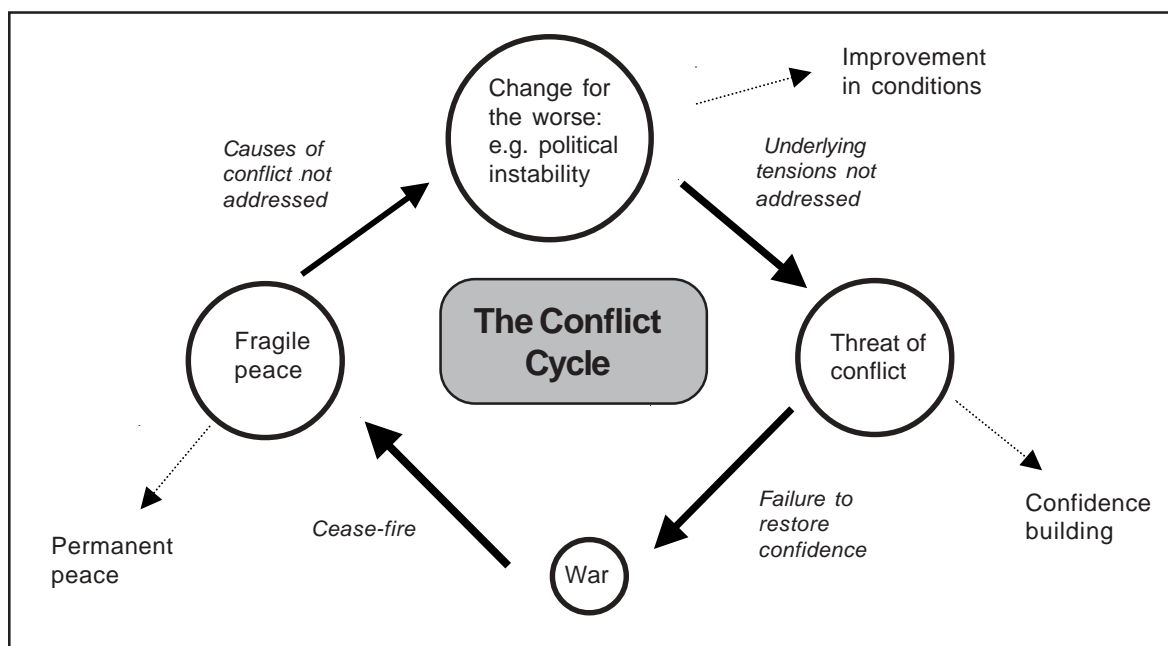 Change for
the worse:
e.g. political
instability
Improvement
in conditions
Causes of
conflict not
addressed
Underlying
tensions not
addressed
The Conflict
Cycle
Fragile
peace
Threat of
conflict
Permanent
peace
Cease-fire
War
Failure to
restore
confidence
Confidence
building